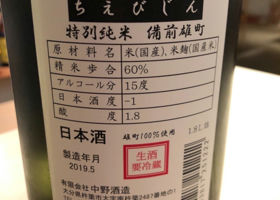 ちえびじん
特別純米 備前雄町
原材料名 米(国産)、米麹(国産米)
精米歩合 60%
アルコール分 15度
日本酒度 -1
酸度 1.8
日本酒 雄町100%使用
1.8L詰
製造年月
2019.5
生酒
要冷蔵
有限会社 中野酒造